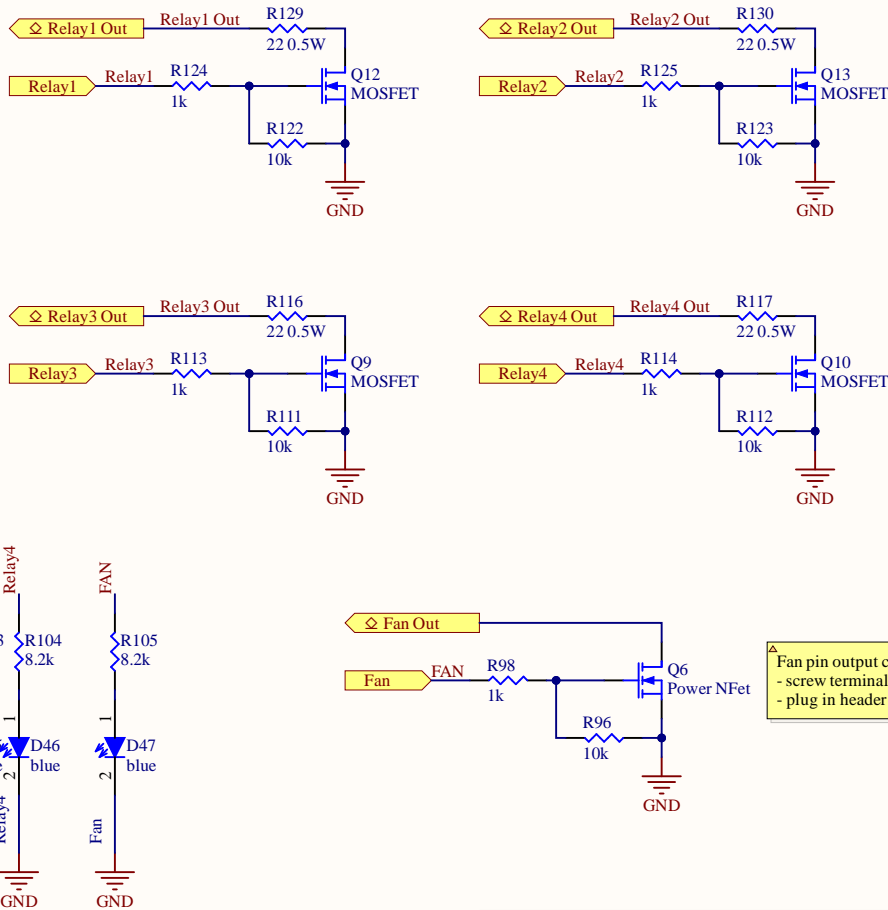 Relay1 Out
Relay1 Out
R129
22 0.5W
Relay1
Relay1
R124
1k
Q12
MOSFET
R122
10k
GND
Relay2 Out
Relay2 Out
R130
22 0.5W
Relay2
Relay2
R125
1k
Q13
MOSFET
R123
10k
GND
Relay3 Out
Relay3 Out
R116
22 0.5W
Relay3
Relay3
R113
1k
Q9
MOSFET
R111
10k
GND
Relay4 Out
Relay4 Out
R117
22 0.5W
Relay4
Relay4
R114
1k
Q10
MOSFET
R112
10k
GND
Relay4
3
R104
8.2k
1
D46
blue
e
2
Relay4
GND
FAN
R105
8.2k
1
D47
blue
2
Fan
GND
Fan Out
Fan
FAN
R98
1k
Q6
Power NFet
R96
10k
GND
Fan pin output c
- screw terminal
- plug in header